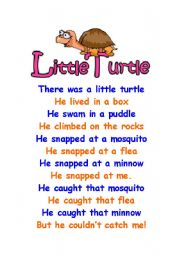 Little Turtle
There was a little turtle
He lived in a box
He swam in a puddle
He climbed on the rocks
He snapped at a mosquito
He snapped at a flea
He snapped at a minnow
He snapped at me.
He caught that mosquito
He caught that flea
He caught that minnow
But he couldn't catch me!